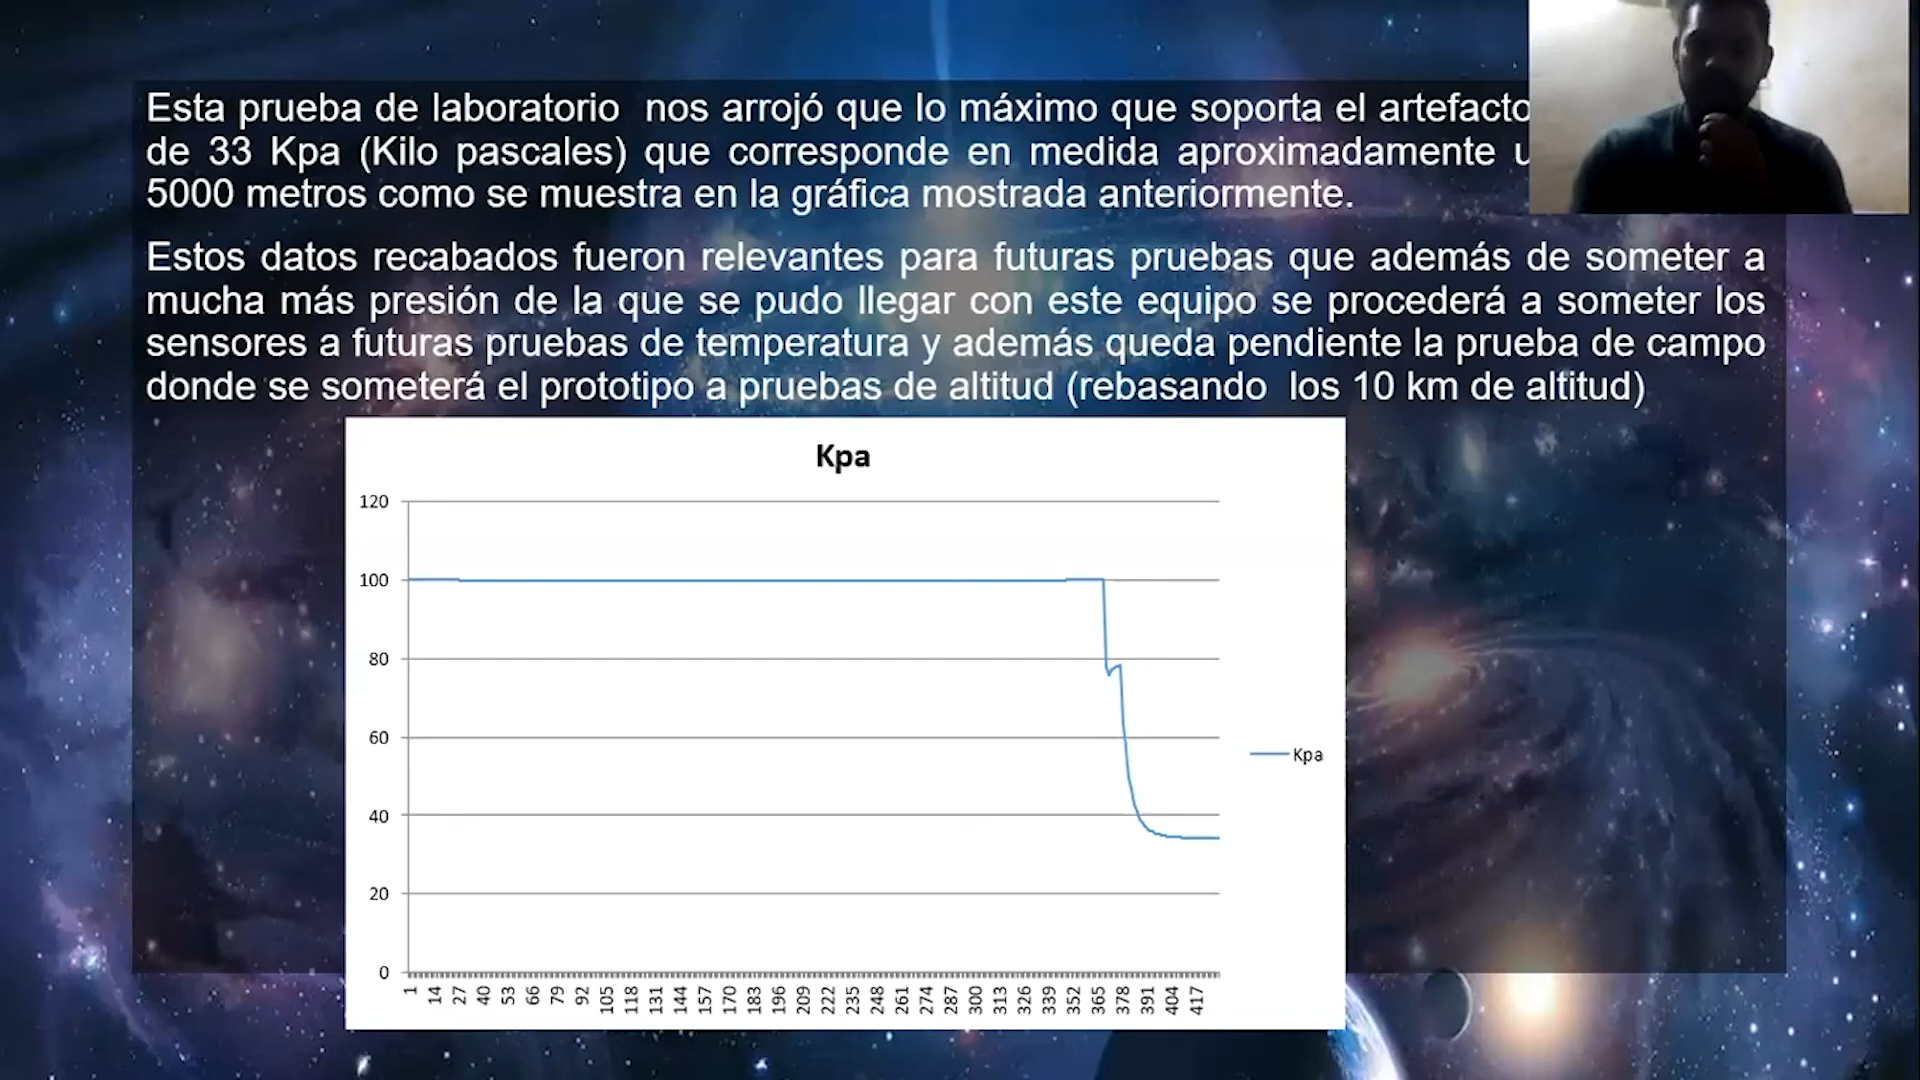 Esta prueba de laboratorio nos arrojó que lo máximo que soporta el artefacto
de 33 Kpa (Kilo pascales) que corresponde en medida aproximadamente
5000 metros como se muestra en la gráfica mostrada anteriormente.
Estos datos recabados fueron relevantes para futuras pruebas que además de someter a
mucha más presión de la que se pudo llegar con este equipo se procederá a someter los
sensores a futuras pruebas de temperatura y además queda pendiente la prueba de campo
donde se someterá el prototipo a pruebas de altitud (rebasando los 10 km de altitud)
Kpa
120
100
80
60
40
20
0
1 14 27 40 53 66 79 92 105 118 131 144 157 170 183 196 209 222 235 248 261 274 287 300 313 326 339 352 365 378 391 404 417
Kpa